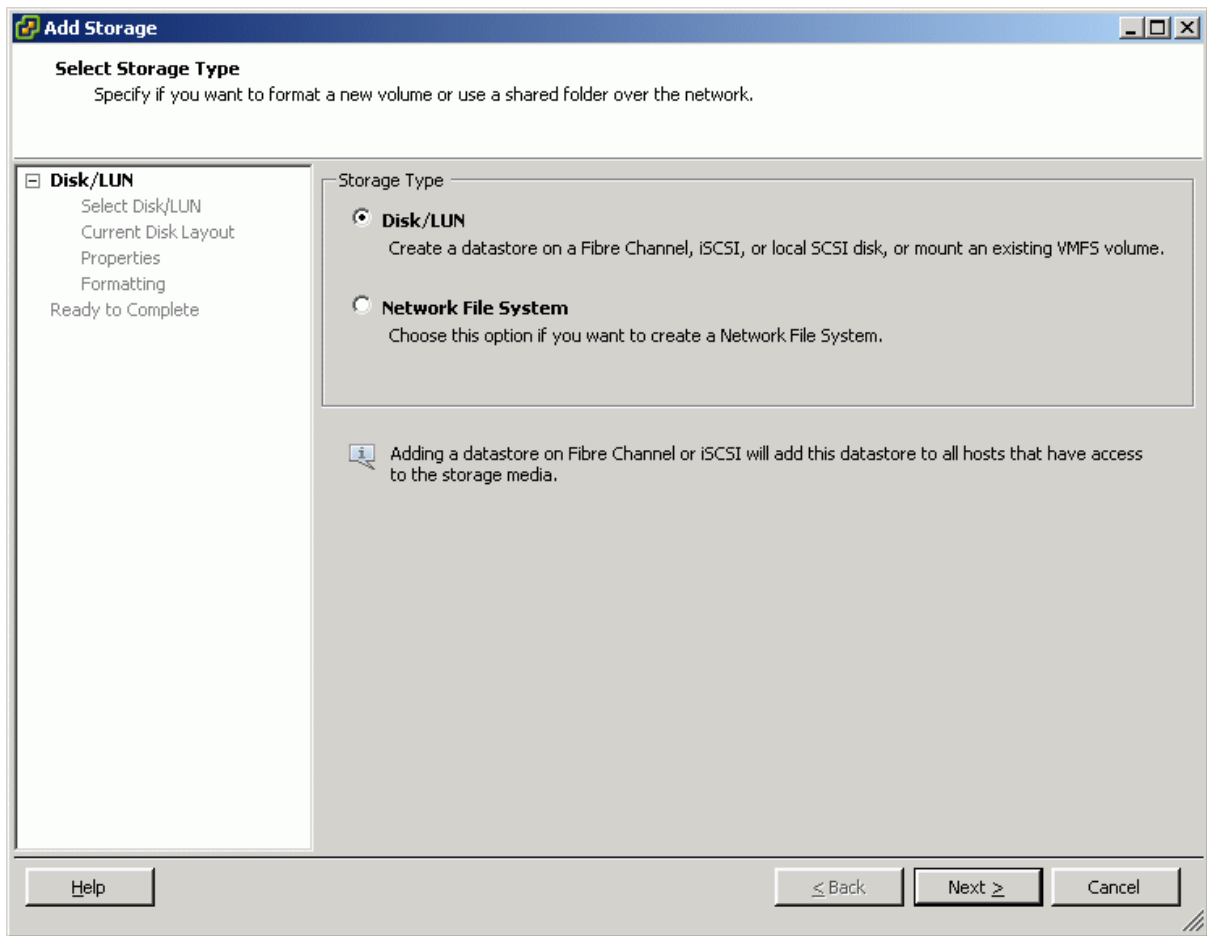 Add Storage
Select Storage Type
Specify if you want to format a new volume or use a shared folder over the network.
Disk/LUN
Select Disk/LUN
Current Disk Layout
Properties
Formatting
Ready to Complete
Storage Type
Disk/LUN
Create a datastore on a Fibre Channel, iSCSI, or local SCSI disk, or mount an existing VMFS volume.
Network File System
Choose this option if you want to create a Network File System.
Adding a datastore on Fibre Channel or iSCSI will add this datastore to all hosts that have access
to the storage media.
Help
< Back
Next >
Cancel